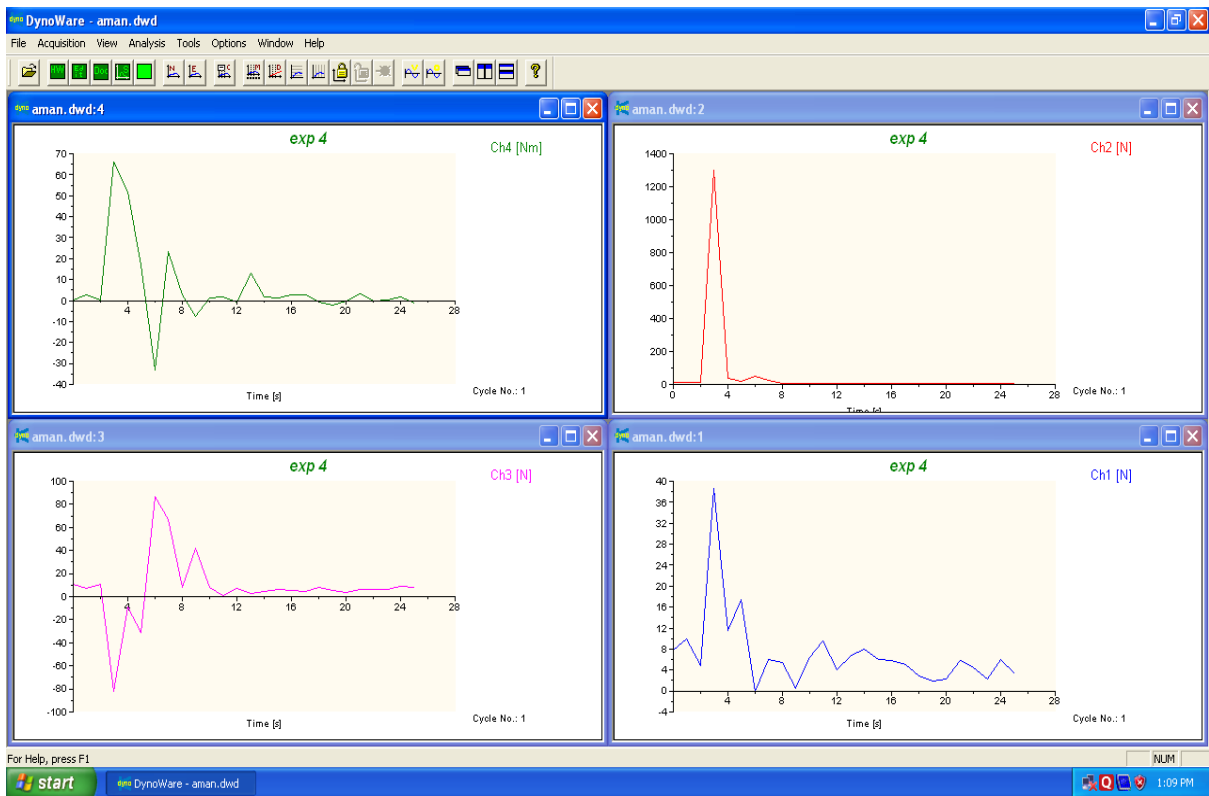 DynoWare - aman.dwd
File Acquisition View Analysis Tools Options Window Help
aman.dwd:4
exp 4
Ch4 [Nm]
70
60
50
40
30
20
10
0
-10
-20
-30
-40
4 8 12 16 20 24 28
Time [s]
Cycle No.: 1
aman.dwd:2
exp 4
Ch2 [N]
1400
1200
1000
800
600
400
200
0
0 4 8 12 16 20 24 28
Time [s]
Cycle No.: 1
aman.dwd:3
exp 4
Ch3 [N]
100
80
60
40
20
0
-20
-40
-60
-80
-100
4 8 12 16 20 24 28
Time [s]
Cycle No.: 1
aman.dwd:1
exp 4
Ch1 [N]
40
36
32
28
24
20
16
12
8
4
0
-4
4 8 12 16 20 24 28
Time [s]
Cycle No.: 1
For Help, press F1
NUM
start
DynoWare - aman.dwd
1:09 PM